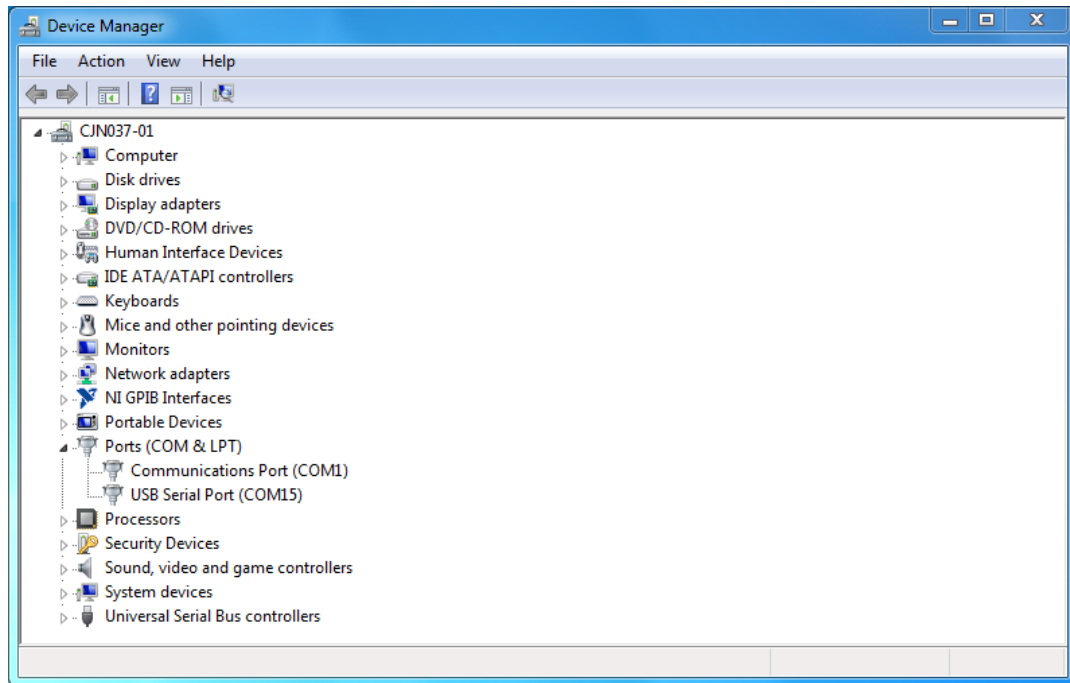 Device Manager
File Action View Help
CJN037-01
Computer
Disk drives
Display adapters
DVD/CD-ROM drives
Human Interface Devices
IDE ATA/ATAPI controllers
Keyboards
Mice and other pointing devices
Monitors
Network adapters
NI GPIB Interfaces
Portable Devices
Ports (COM & LPT)
Communications Port (COM1)
USB Serial Port (COM15)
Processors
Security Devices
Sound, video and game controllers
System devices
Universal Serial Bus controllers